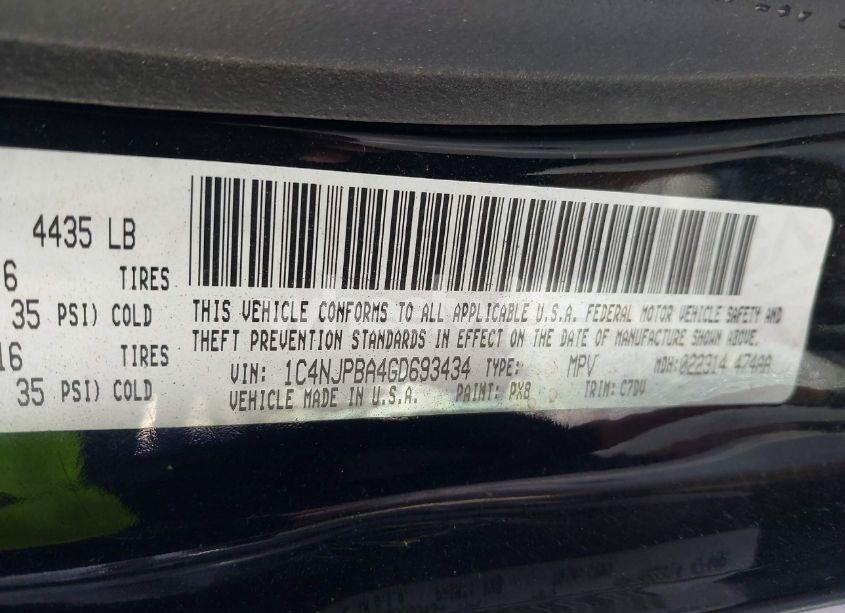 4435 LB
6 TIRES
35 PSI) COLD
16 TIRES
35 PSI) COLD
THIS VEHICLE CONFORMS TO ALL APPLICABLE U.S.A. FEDERAL MOTOR VEHICLE SAFETY AND
THEFT PREVENTION STANDARDS IN EFFECT ON THE DATE OF MANUFACTURE SHOWN ABOVE.
VIN: 1C4NJPBA4GD693434 TYPE: MPV MDH: 022314 474AA
VEHICLE MADE IN U.S.A. PAINT: PX8 TRIM: C7DV